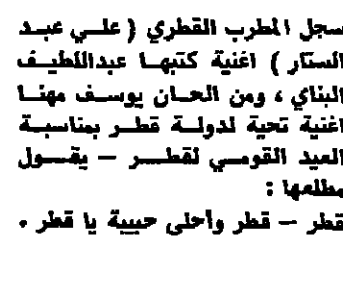 سجل المطرب القطري ( علي عبد
الستار ) اغنية كتبها عبداللطيف
البناي ، ومن الحان يوسف مهنا
اغنية تحية لدولة قطر بمناسبة
العيد القومي لقطر — يقول
مطلعها :
قطر — قطر وأحلى حبيبة يا قطر .